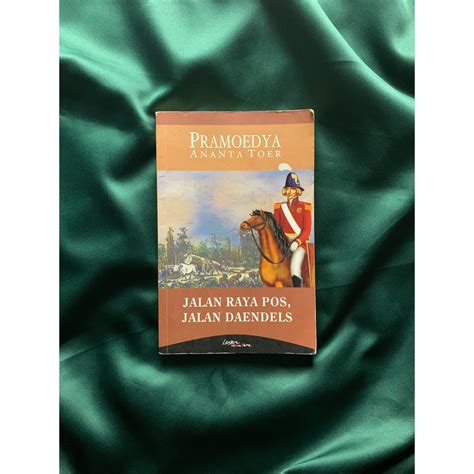 PRAMOEDYA
ANANTA TOER
JALAN RAYA POS,
JALAN DAENDELS